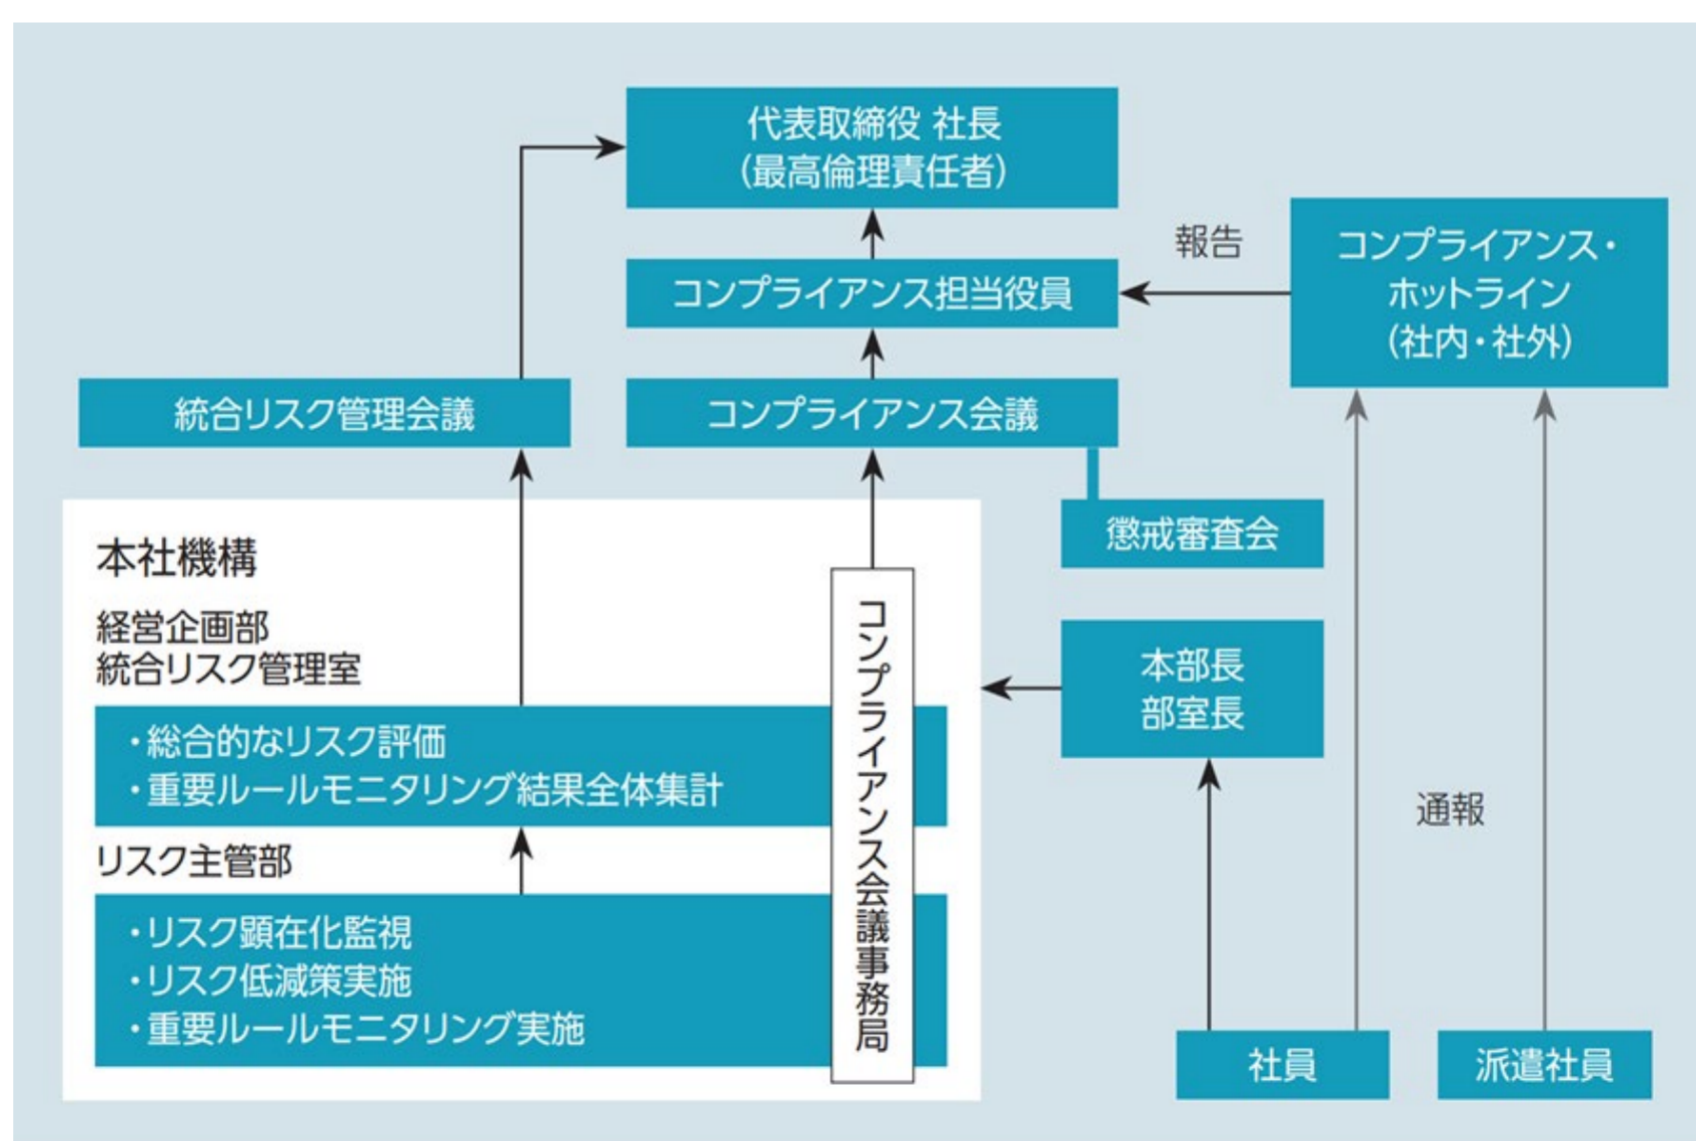 代表取締役 社長
（最高倫理責任者）
報告
コンプライアンス・
ホットライン
（社内・社外）
コンプライアンス担当役員
統合リスク管理会議
コンプライアンス会議
懲戒審査会
本社機構
経営企画部
統合リスク管理室
・総合的なリスク評価
・重要ルールモニタリング結果全体集計
リスク主管部
・リスク顕在化監視
・リスク低減策実施
・重要ルールモニタリング実施
コンプライアンス会議事務局
本部長
部室長
通報
社員
派遣社員